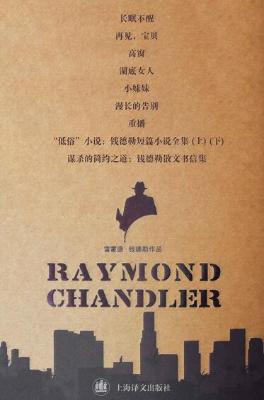 长眠不醒
再见，宝贝
高窗
湖底女人
小妹妹
漫长的告别
重播
“低俗”小说：钱德勒短篇小说全集（上）（下）
谋杀的简约之道：钱德勒散文书信集
雷蒙德·钱德勒作品
RAYMOND
CHANDLER
上海译文出版社